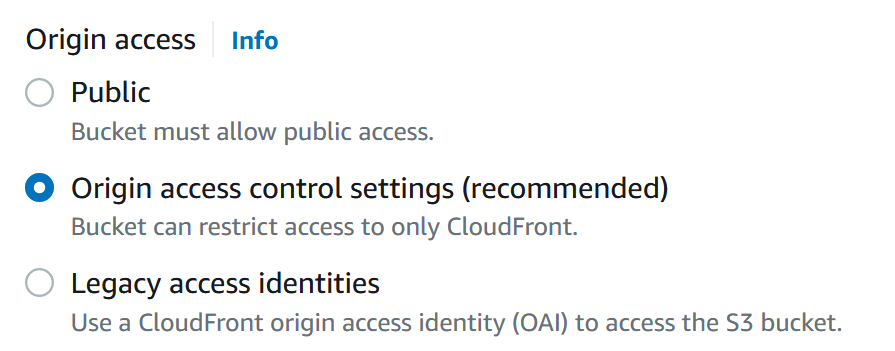 Origin access Info
Public
Bucket must allow public access.
Origin access control settings (recommended)
Bucket can restrict access to only CloudFront.
Legacy access identities
Use a CloudFront origin access identity (OAI) to access the S3 bucket.